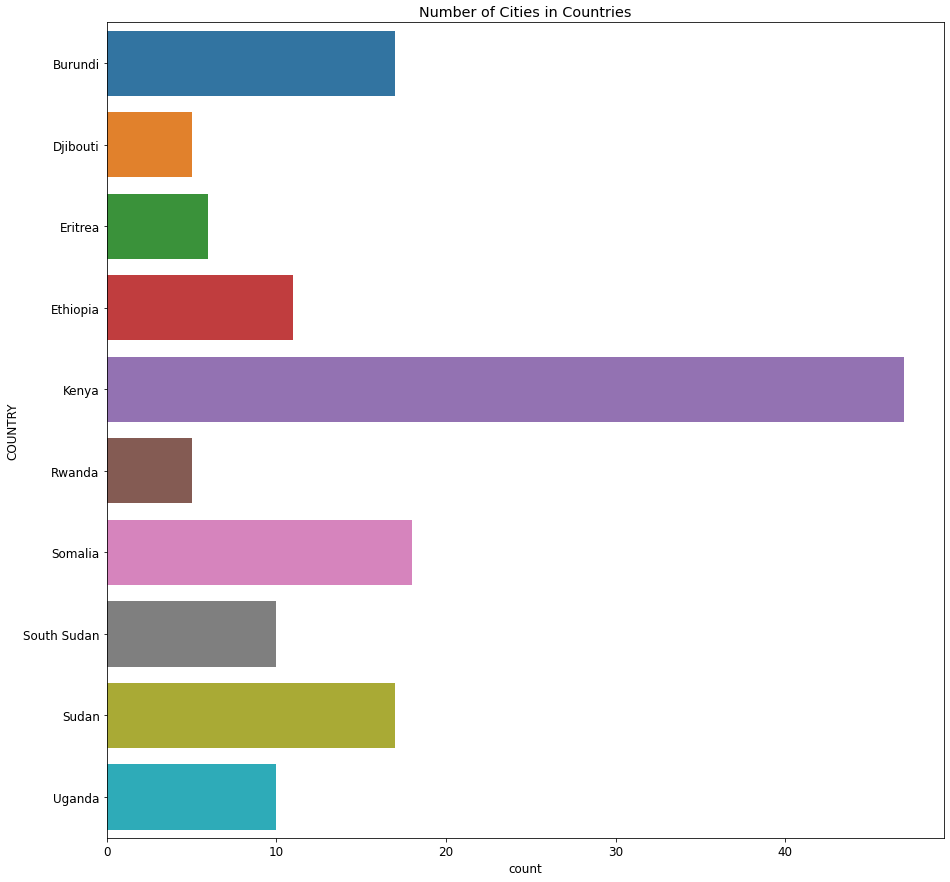 Number of Cities in Countries
COUNTRY
Burundi
Djibouti
Eritrea
Ethiopia
Kenya
Rwanda
Somalia
South Sudan
Sudan
Uganda
0 10 20 30 40
count